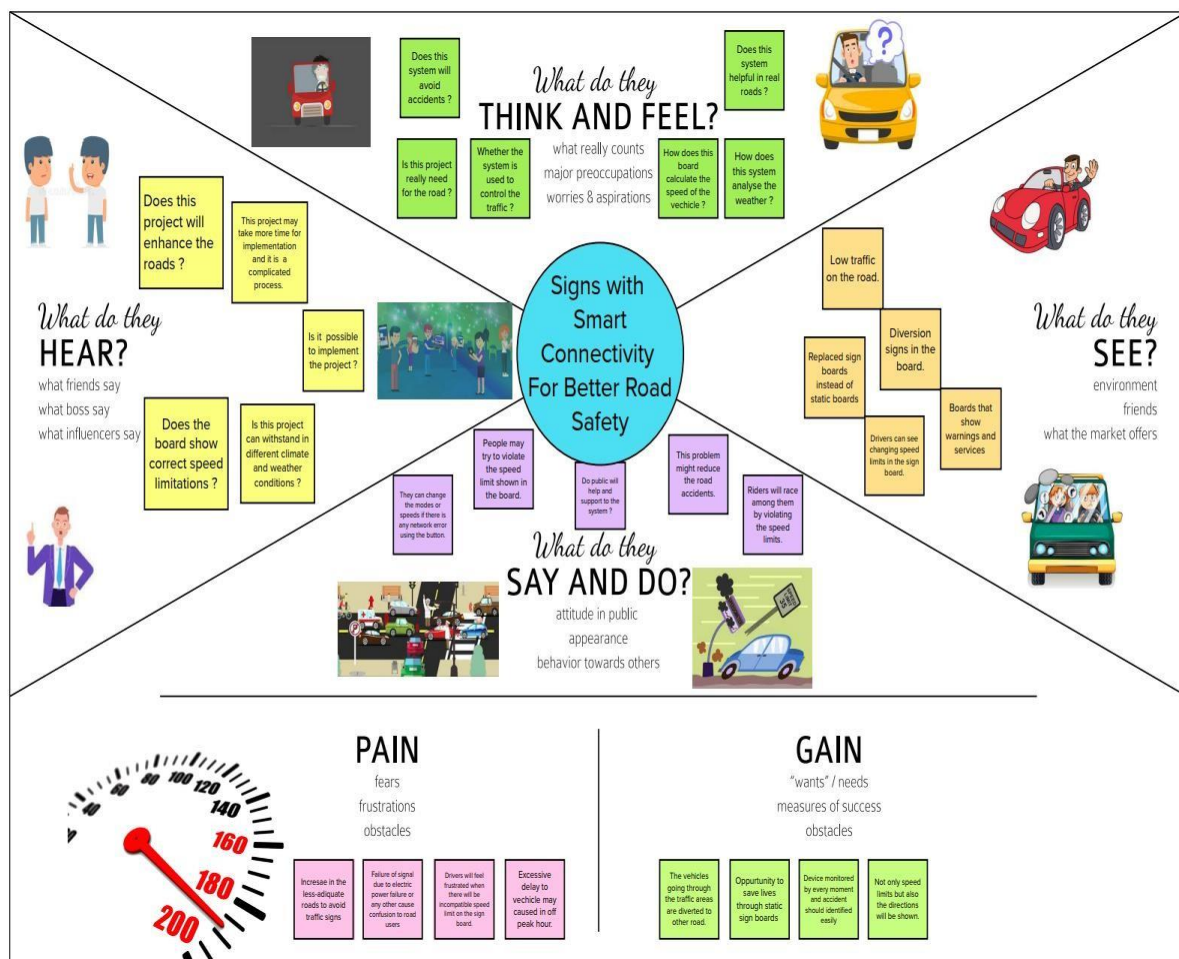 What do they
THINK AND FEEL?
what really counts
major preoccupations
worries & aspirations
Does this
system will
avoid
accidents ?
Does this
system
helpful in real
roads ?
Is this project
really need
for the road ?
Whether the
system is
used to
control the
traffic ?
How does this
board
calculate the
speed of the
vechicle ?
How does
this system
analyse the
weather ?
?
What do they
HEAR?
what friends say
what boss say
what influencers say
Does this
project will
enhance the
roads ?
This project may
take more time for
implementation
and it is a
complicated
process.
Is it possible
to implement
the project ?
Does the
board show
correct speed
limitations ?
Is this project
can withstand in
different climate
and weather
conditions ?
Signs with
Smart
Connectivity
For Better Road
Safety
What do they
SEE?
environment
friends
what the market offers
Low traffic
on the road.
Diversion
signs in the
board.
Replaced sign
boards
instead of
static boards
Boards that
show
warnings and
services
Drivers can see
changing speed
limits in the sign
board.
They can change
the modes or
speeds if there is
any network error
using the button.
People may
try to violate
the speed
limit shown in
the board.
Do public will
help and
support to the
system ?
This problem
might reduce
the road
accidents.
Riders will race
among them
by violating
the speed
limits.
What do they
SAY AND DO?
attitude in public
appearance
behavior towards others
PAIN
fears
frustrations
obstacles
Increase in the
less-adiquate
roads to avoid
traffic signs
Failure of signal
due to electric
power failure or
any other cause
confusion to road
users
Drivers will feel
frustrated when
there will be
incompatible speed
limit on the sign
board.
Excessive
delay to
vechicle may
caused in off
peak hour.
40
60
80
100
120
140
160
180
200
GAIN
"wants" / needs
measures of success
obstacles
The vehicles
going through
the traffic areas
are diverted to
other road.
Opportunity to
save lives
through static
sign boards
Device monitored
by every moment
and accident
should identified
easily
Not only speed
limits but also
the directions
will be shown.